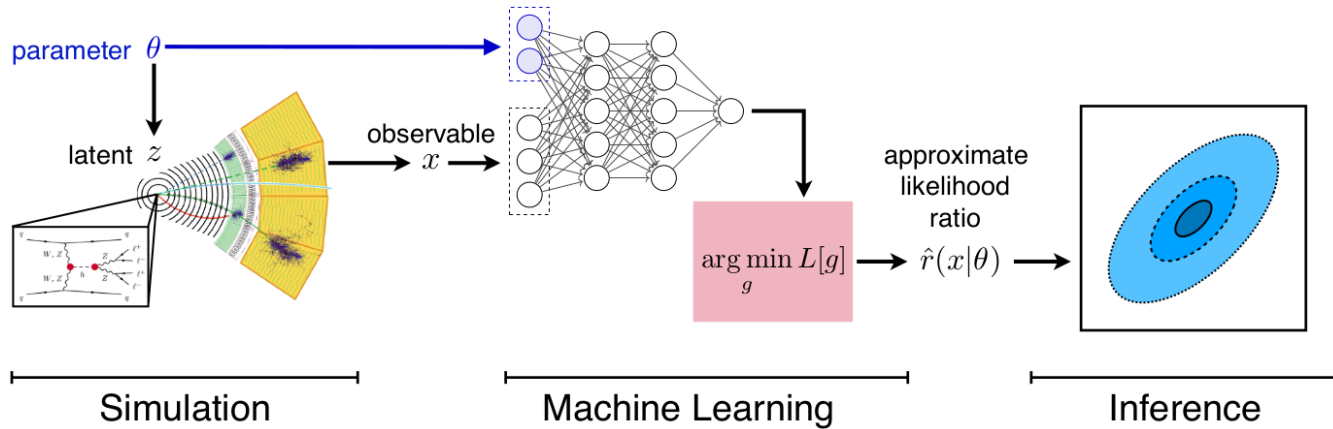 parameter θ
latent z
observable
x
approximate
likelihood
ratio
arg min L[g]
g
r̂(x|θ)
q
q
W, Z
W, Z
h
Z
Z
ℓ⁺
ℓ⁻
ℓ⁺
ℓ⁻
q
q
Simulation
Machine Learning
Inference